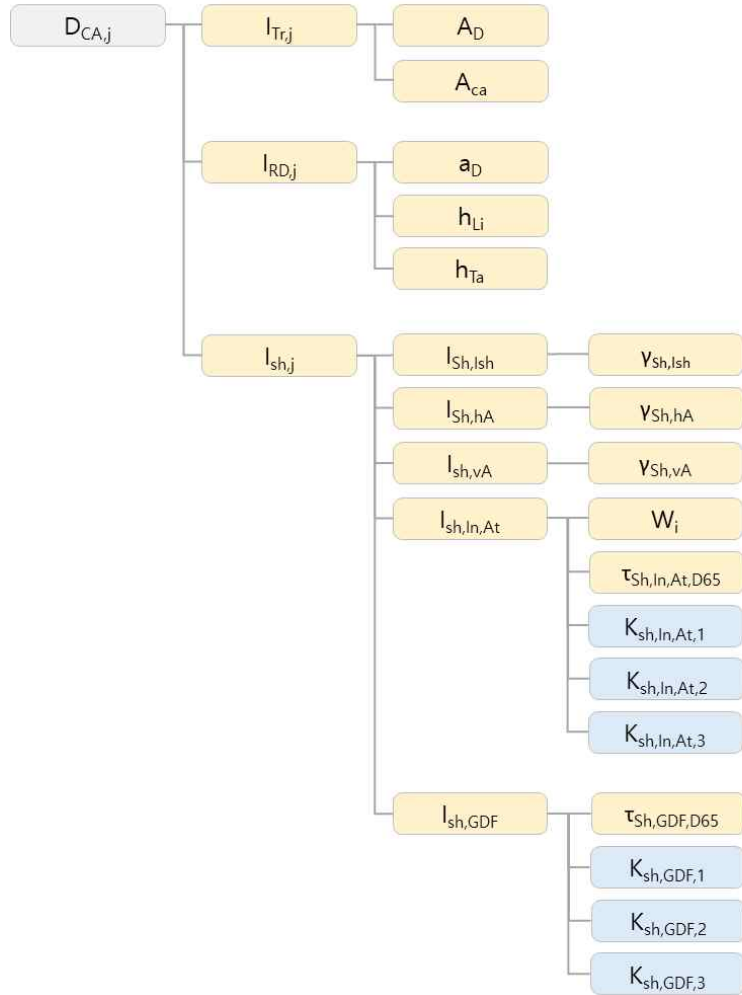 D_CA,j I_Tr,j A_D
A_ca
I_RD,j a_D
h_Li
h_Ta
I_sh,j I_Sh,lsh γ_Sh,lsh
I_Sh,hA γ_Sh,hA
I_sh,vA γ_Sh,vA
I_sh,In,At W_i
τ_Sh,In,At,D65
K_sh,In,At,1
K_sh,In,At,2
K_sh,In,At,3
I_sh,GDF τ_Sh,GDF,D65
K_sh,GDF,1
K_sh,GDF,2
K_sh,GDF,3